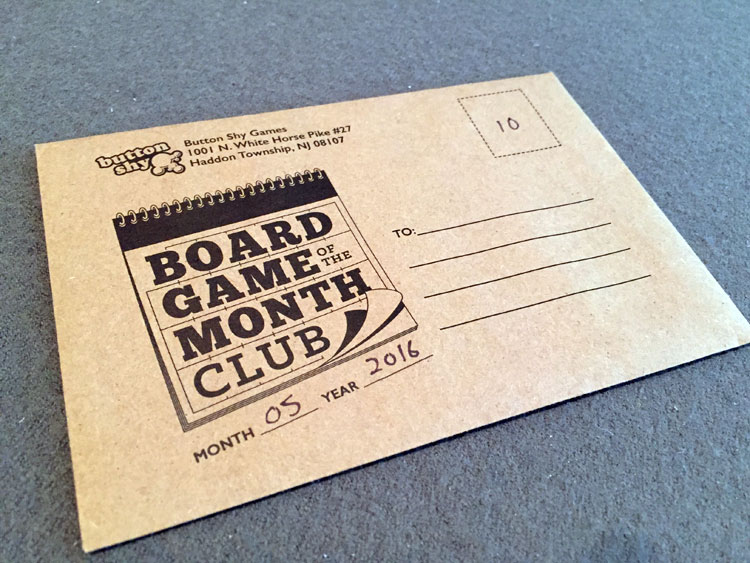 button
shy
Button Shy Games
1001 N. White Horse Pike #27
Haddon Township, NJ 08107
10
BOARD
GAME OF THE
MONTH
CLUB
TO:
MONTH 05 YEAR 2016